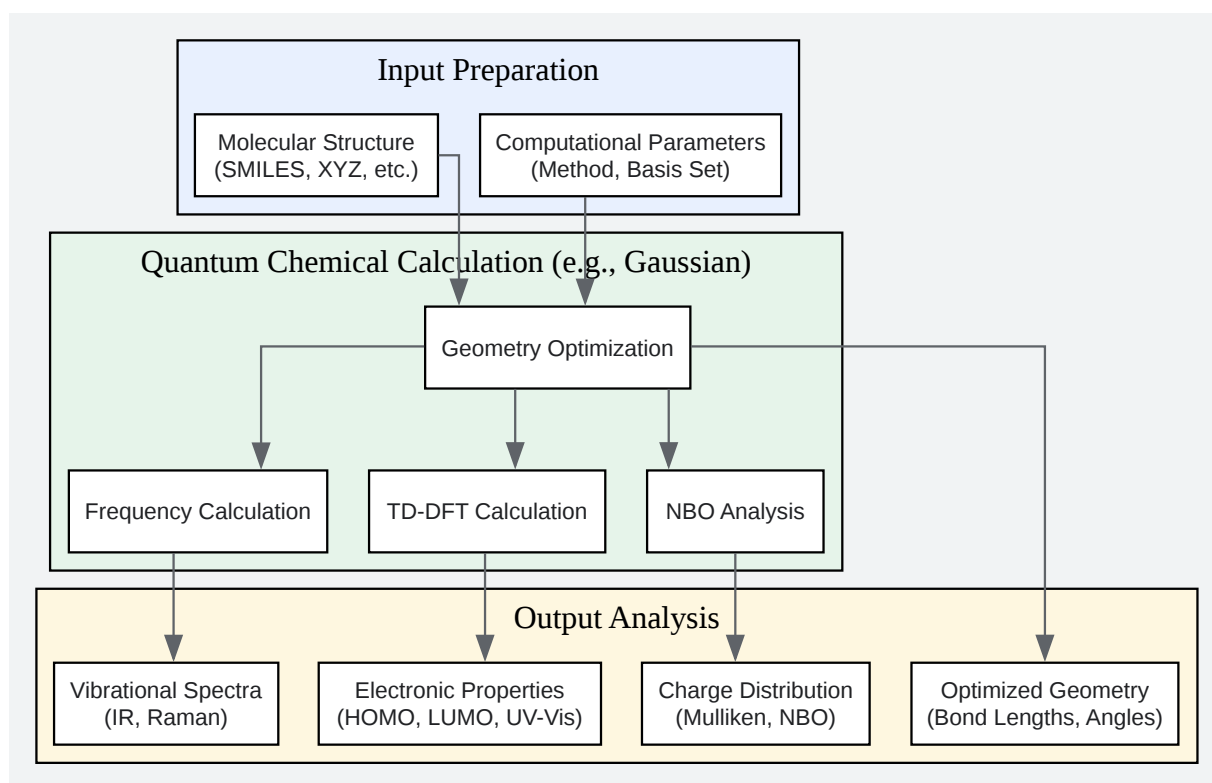 Input Preparation
Molecular Structure
(SMILES, XYZ, etc.)
Computational Parameters
(Method, Basis Set)
Quantum Chemical Calculation (e.g., Gaussian)
Geometry Optimization
Frequency Calculation
TD-DFT Calculation
NBO Analysis
Output Analysis
Vibrational Spectra
(IR, Raman)
Electronic Properties
(HOMO, LUMO, UV-Vis)
Charge Distribution
(Mulliken, NBO)
Optimized Geometry
(Bond Lengths, Angles)